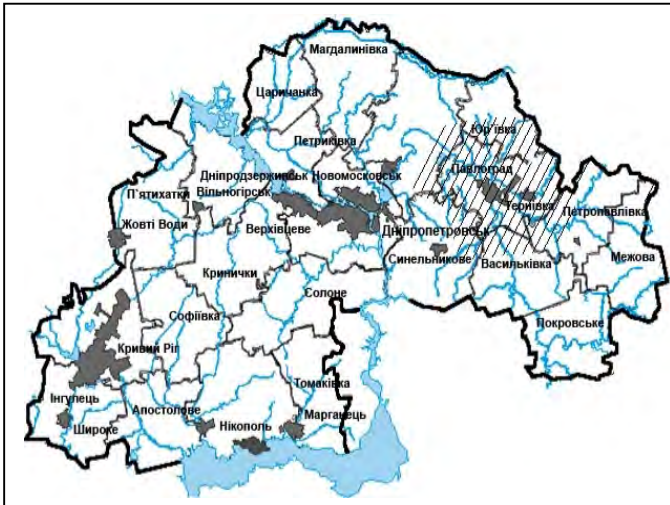 Магдалинівка
Царичанка
Юр'ївка
Петриківка
Павлоград
Дніпродзержинськ Новомосковськ
П'ятихатки Вільногірськ
Тернівка
Петропавлівка
Жовті Води
Верхівцеве
Дніпропетровськ
Синельникове
Васильківка
Межова
Кринички
Солоне
Софіївка
Покровське
Кривий Ріг
Томаківка
Інгулець
Апостолове
Марганець
Широке
Нікополь